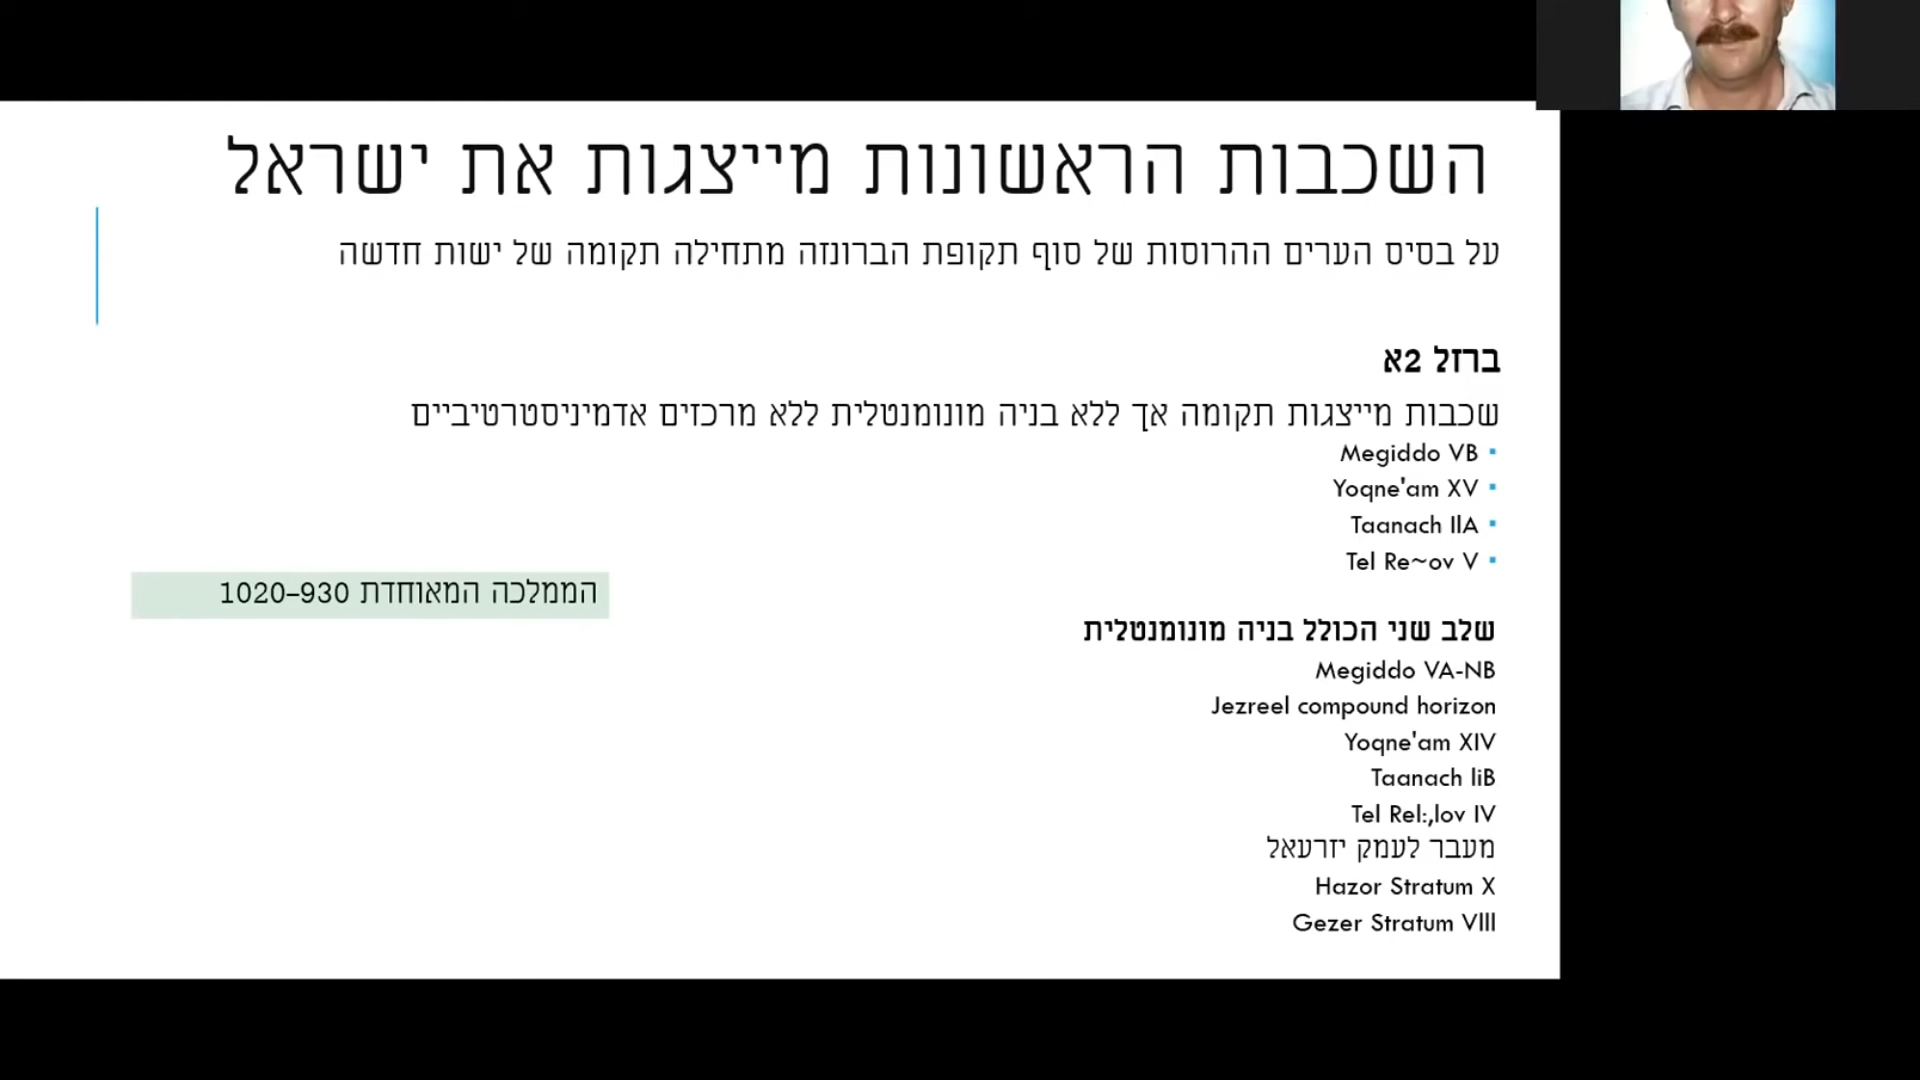 השכבות הראשונות מייצגות את ישראל
על בסיס הערים ההרוסות של סוף תקופת הברונזה מתחילה תקומה של ישות חדשה
ברזל 2א
שכבות מייצגות תקומה אך ללא בניה מונומנטלית ללא מרכזים אדמיניסטרטיביים
Megiddo VB
Yoqne'am XV
Taanach IlA
Tel Re~ov V
הממלכה המאוחדת 1020–930
שלב שני הכולל בניה מונומנטלית
Megiddo VA-NB
Jezreel compound horizon
Yoqne'am XIV
Taanach liB
Tel Rel:,lov IV
מעבר לעמק יזרעאל
Hazor Stratum X
Gezer Stratum Vlll